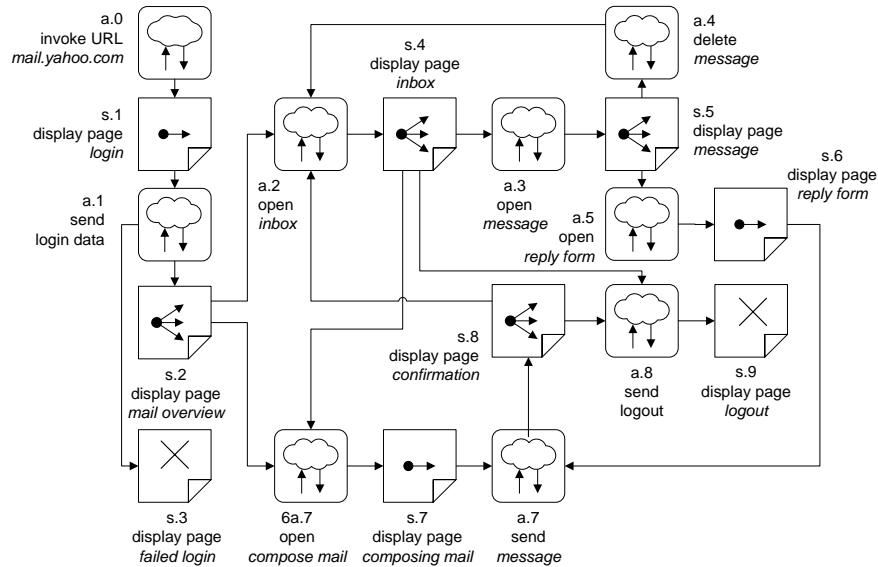 a.0
invoke URL
mail.yahoo.com
s.1
display page
login
a.1
send
login data
s.2
display page
mail overview
s.3
display page
failed login
a.2
open
inbox
s.4
display page
inbox
a.3
open
message
a.4
delete
message
s.5
display page
message
a.5
open
reply form
s.6
display page
reply form
s.8
display page
confirmation
a.8
send
logout
s.9
display page
logout
6a.7
open
compose mail
s.7
display page
composing mail
a.7
send
message